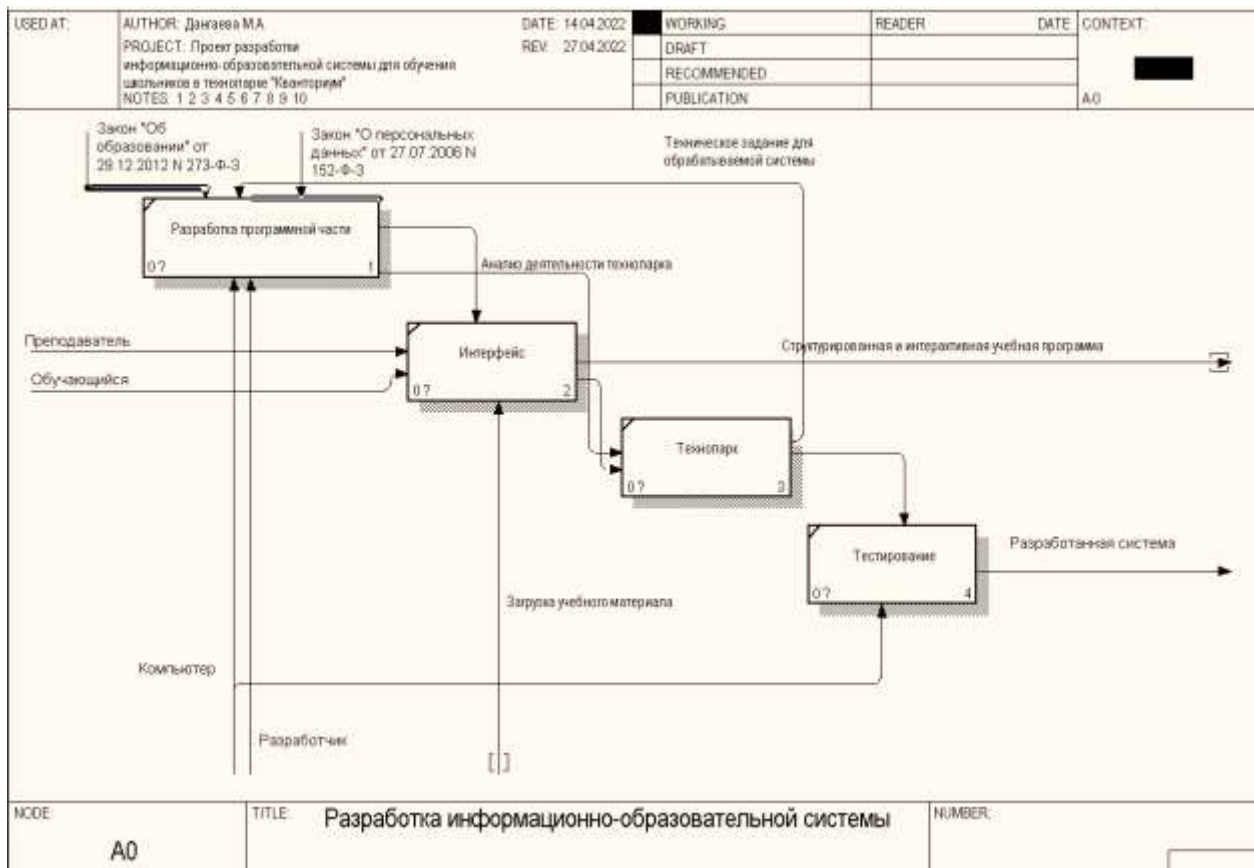 USED AT:
AUTHOR: Дангаева М.А.
DATE: 14.04.2022
WORKING
READER
DATE
CONTEXT:
PROJECT: Проект разработки
информационно-образовательной системы для обучения
школьников в технопарке "Кванториум"
REV: 27.04.2022
DRAFT
RECOMMENDED
NOTES: 1 2 3 4 5 6 7 8 9 10
PUBLICATION
A-0
Закон "Об
образовании" от
29.12.2012 N 273-Ф-З
Закон "О персональных
данных" от 27.07.2006 N
152-Ф-З
Техническое задание для
обрабатываемой системы
Разработка программной части
0 ?
1
Анализ деятельности технопарка
Преподаватель
Обучающийся
Интерфейс
0 ?
2
Структурированная и интерактивная учебная программа
Технопарк
0 ?
3
Тестирование
0 ?
4
Разработанная система
Загрузка учебного материала
Компьютер
Разработчик
NODE:
A0
TITLE:
Разработка информационно-образовательной системы
NUMBER: